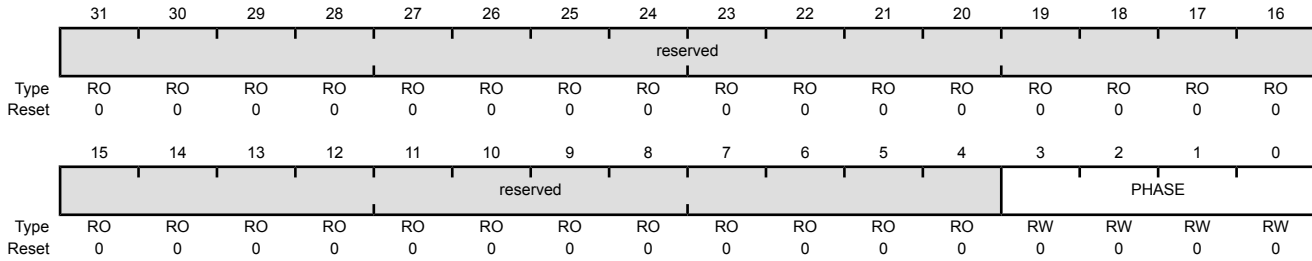 31 30 29 28 27 26 25 24 23 22 21 20 19 18 17 16
reserved
Type RO RO RO RO RO RO RO RO RO RO RO RO RO RO RO RO
Reset 0 0 0 0 0 0 0 0 0 0 0 0 0 0 0 0
15 14 13 12 11 10 9 8 7 6 5 4 3 2 1 0
reserved PHASE
Type RO RO RO RO RO RO RO RO RO RO RO RO RW RW RW RW
Reset 0 0 0 0 0 0 0 0 0 0 0 0 0 0 0 0